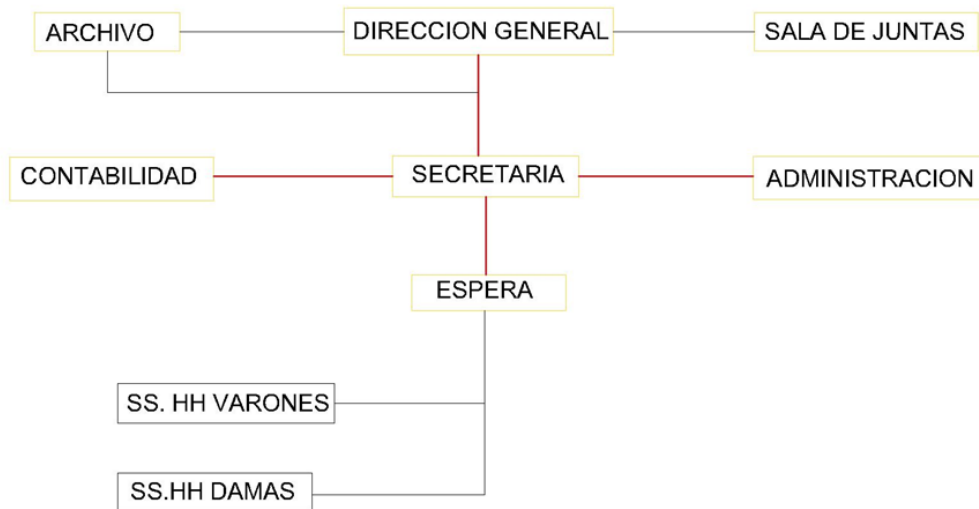 ARCHIVO
DIRECCION GENERAL
SALA DE JUNTAS
CONTABILIDAD
SECRETARIA
ADMINISTRACION
ESPERA
SS. HH VARONES
SS.HH DAMAS